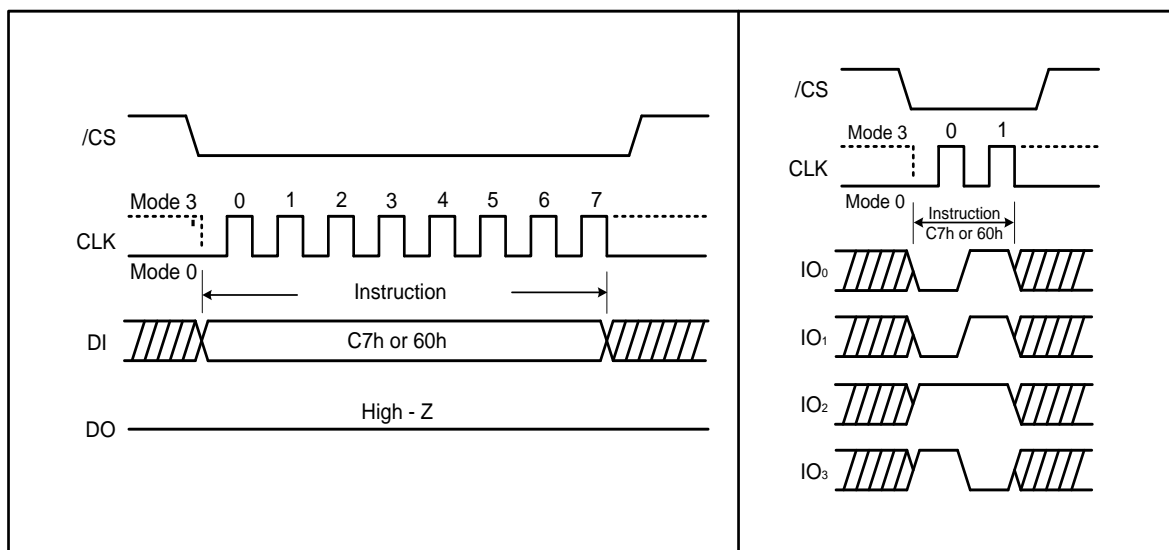 /CS
Mode 3
0 1 2 3 4 5 6 7
CLK
Mode 0
Instruction
DI
C7h or 60h
High - Z
DO
/CS
Mode 3
0 1
CLK
Mode 0
Instruction
C7h or 60h
IO0
IO1
IO2
IO3